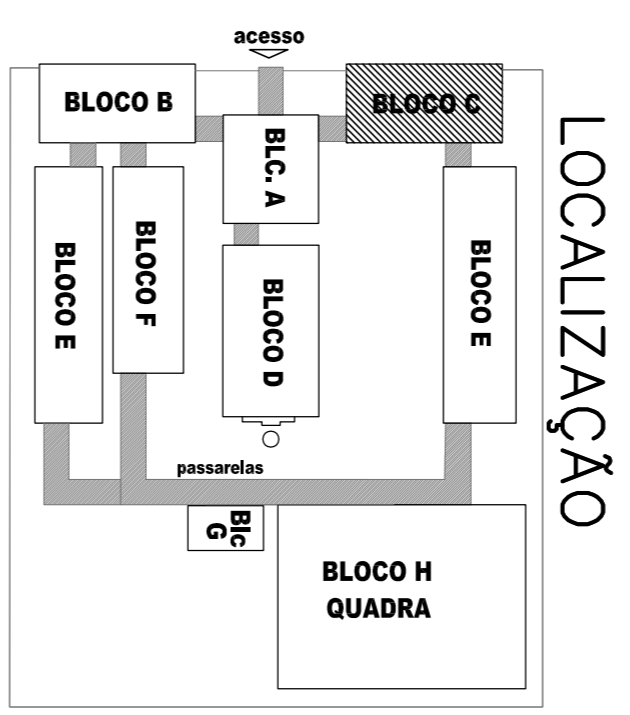 acesso
BLOCO B
BLC. A
BLOCO C
BLOCO E
BLOCO F
BLOCO D
BLOCO E
passarelas
Blc
G
BLOCO H
QUADRA
LOCALIZAÇÃO